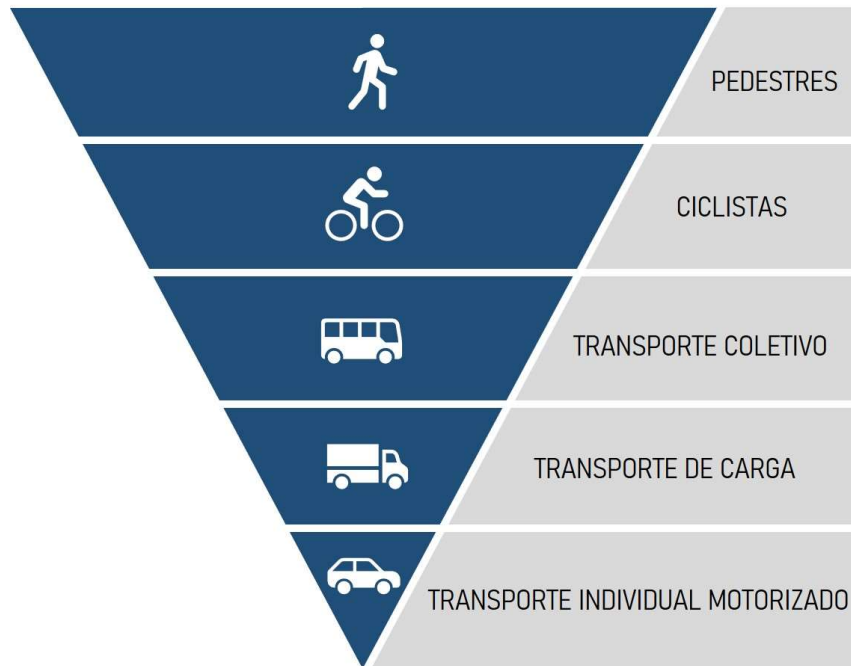 PEDESTRES
CICLISTAS
TRANSPORTE COLETIVO
TRANSPORTE DE CARGA
TRANSPORTE INDIVIDUAL MOTORIZADO